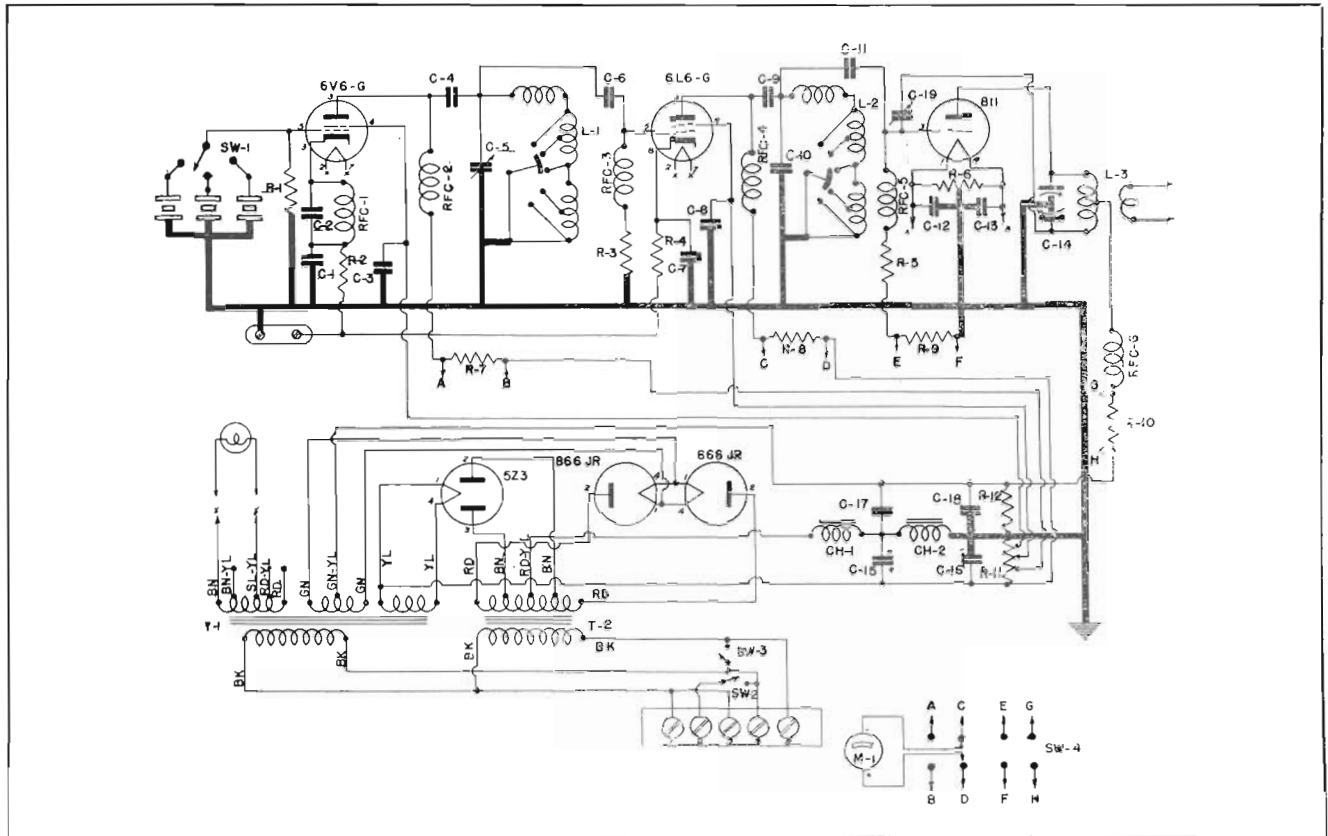 C-11
6V6-G
C-4
C-6
6L6-G
C-9
L-2
C-19
811
SW-1
L-1
R-1
C-5
C-10
R-6
L-3
RFC-1
RFC-2
RFC-3
RFC-4
RFC-5
C-2
C-8
C-12
C-13
C-14
C-1
R-2
C-3
R-3
R-4
C-7
R-5
R-7
A
B
R-8
C
D
E
R-9
F
RFC-6
G
R-10
H
5Z3
866 JR
866 JR
C-17
C-18
R-12
CH-1
CH-2
C-15
C-16
R-11
BN
BN-YL
SL-YL
RD-YL
RD
GN
GN-YL
GN
YL
YL
RD
BN
RD-YL
BN
RD
T-1
T-2
BK
BK
BK
BK
SW-3
SW2
A
C
E
G
M-1
SW-4
B
D
F
H